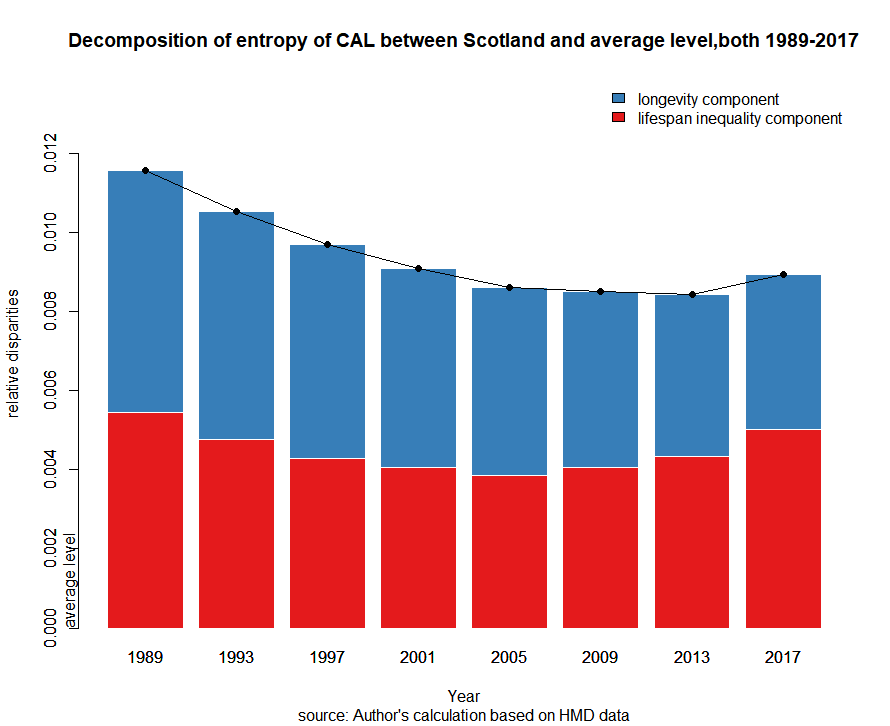 Decomposition of entropy of CAL between Scotland and average level,both 1989-2017
longevity component
lifespan inequality component
0.012
0.010
0.008
0.006
0.004
0.002
0.000
relative disparities
average level
1989 1993 1997 2001 2005 2009 2013 2017
Year
source: Author's calculation based on HMD data